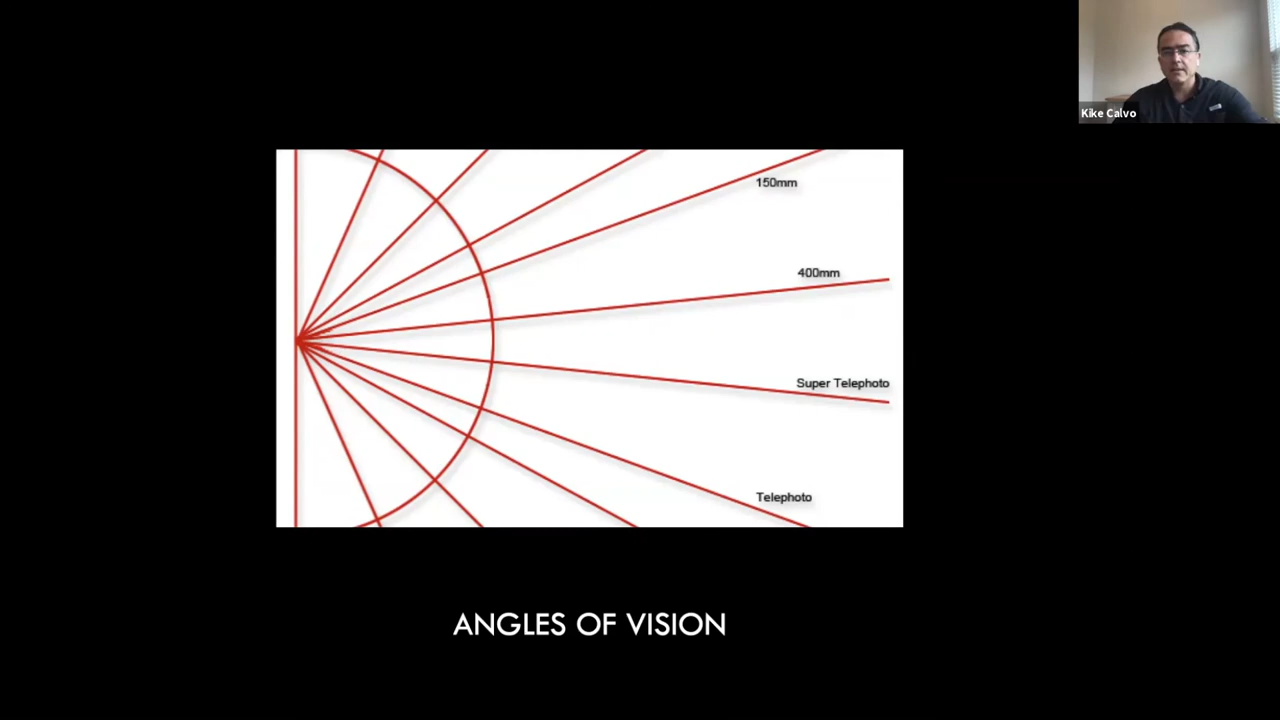 Kike Calvo
150mm
400mm
Super Telephoto
Telephoto
ANGLES OF VISION